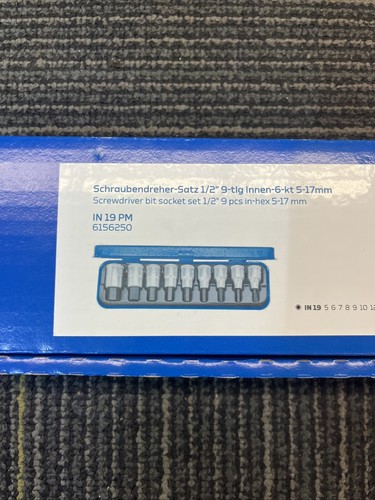 Schraubendreher-Satz 1/2" 9-tlg Innen-6-kt 5-17mm
Screwdriver bit socket set 1/2" 9 pcs in-hex 5-17 mm
IN 19 PM
6156250
IN 19 5 6 7 8 9 10